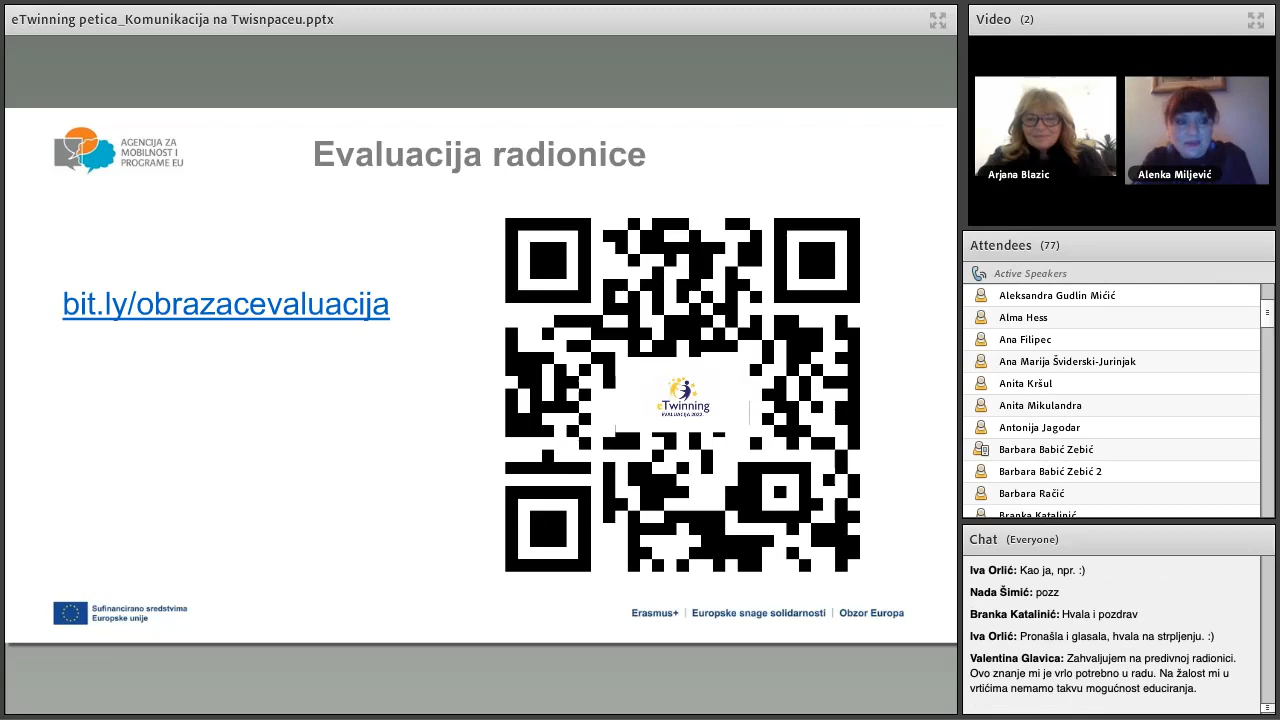 eTwinning petica_Komunikacija na Twisnpaceu.pptx
AGENCIJA ZA
MOBILNOST I
PROGRAME EU
Evaluacija radionice
bit.ly/obrazacevaluacija
eTwinning
EVALUACIJA 2022.
Sufinancirano sredstvima
Europske unije
Erasmus+ | Europske snage solidarnosti | Obzor Europa
Video (2)
Arjana Blazic
Alenka Miljević
Attendees (77)
Active Speakers
Aleksandra Gudlin Mićić
Alma Hess
Ana Filipec
Ana Marija Šviderski-Jurinjak
Anita Kršul
Anita Mikulandra
Antonija Jagodar
Barbara Babić Zebić
Barbara Babić Zebić 2
Barbara Račić
Branka Katalinić
Chat (Everyone)
Iva Orlić: Kao ja, npr. :)
Nada Šimić: pozz
Branka Katalinić: Hvala i pozdrav
Iva Orlić: Pronašla i glasala, hvala na strpljenju. :)
Valentina Glavica: Zahvaljujem na predivnoj radionici.
Ovo znanje mi je vrlo potrebno u radu. Na žalost mi u
vrtićima nemamo takvu mogućnost educiranja.